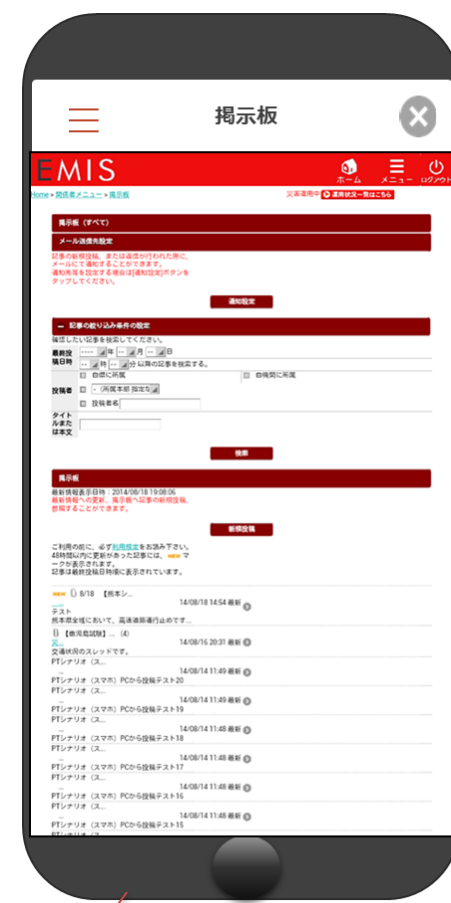 掲示板
EMIS
ホーム メニュー ログアウト
Home > 関係者メニュー > 掲示板
災害運用中 運用状況一覧はこちら
掲示板（すべて）
メール送信先設定
記事の新規投稿、または返信が行われた際に、
メールにて通知することができます。
通知先等を設定する場合は[通知設定]ボタンを
タップしてください。
通知設定
－ 記事の絞り込み条件の設定
確認したい記事を検索してください。
最終投稿日時
---- 年 -- 月 -- 日
-- 時 -- 分 以降の記事を検索する。
投稿者
自県に所属 自機関に所属
- （所属本部 指定な
投稿者名
タイトルまたは本文
検索
掲示板
最新情報表示日時：2014/08/18 19:08:06
最新情報への更新、掲示板へ記事の新規投稿、
参照することができます。
新規投稿
ご利用の前に、必ず利用規定をお読み下さい。
48時間以内に更新があった記事には、NEW マ
ークが表示されます。
記事は最終投稿日時順に表示されています。
NEW 8/18 【熊本シ...
... 14/08/18 14:54 最新
テスト
熊本県全域において、高速道路通行止めです...
【鹿児島試験】... (4)
14/08/16 20:31 最新
交通状況のスレッドです。
PTシナリオ（ス...
... 14/08/14 11:49 最新
PTシナリオ（スマホ）PCから投稿テスト20
PTシナリオ（ス...
... 14/08/14 11:49 最新
PTシナリオ（スマホ）PCから投稿テスト19
PTシナリオ（ス...
... 14/08/14 11:48 最新
PTシナリオ（スマホ）PCから投稿テスト18
PTシナリオ（ス...
... 14/08/14 11:48 最新
PTシナリオ（スマホ）PCから投稿テスト17
PTシナリオ（ス...
... 14/08/14 11:48 最新
PTシナリオ（スマホ）PCから投稿テスト16
PTシナリオ（ス...
... 14/08/14 11:48 最新
PTシナリオ（スマホ）PCから投稿テスト15